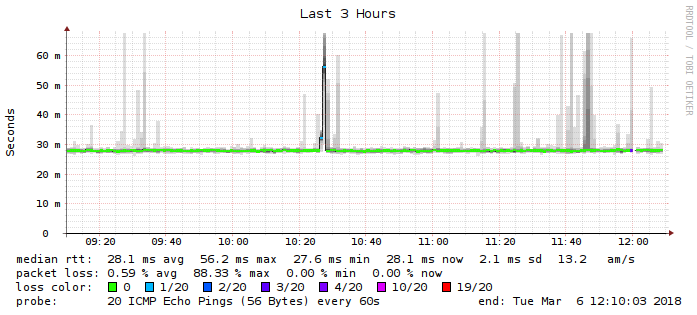 Last 3 Hours
RRDTOOL / TOBI OETIKER
Seconds
60 m
50 m
40 m
30 m
20 m
10 m
0
09:20 09:40 10:00 10:20 10:40 11:00 11:20 11:40 12:00
median rtt: 28.1 ms avg 56.2 ms max 27.6 ms min 28.1 ms now 2.1 ms sd 13.2 am/s
packet loss: 0.59 % avg 88.33 % max 0.00 % min 0.00 % now
loss color: 0 1/20 2/20 3/20 4/20 10/20 19/20
probe: 20 ICMP Echo Pings (56 Bytes) every 60s end: Tue Mar 6 12:10:03 2018